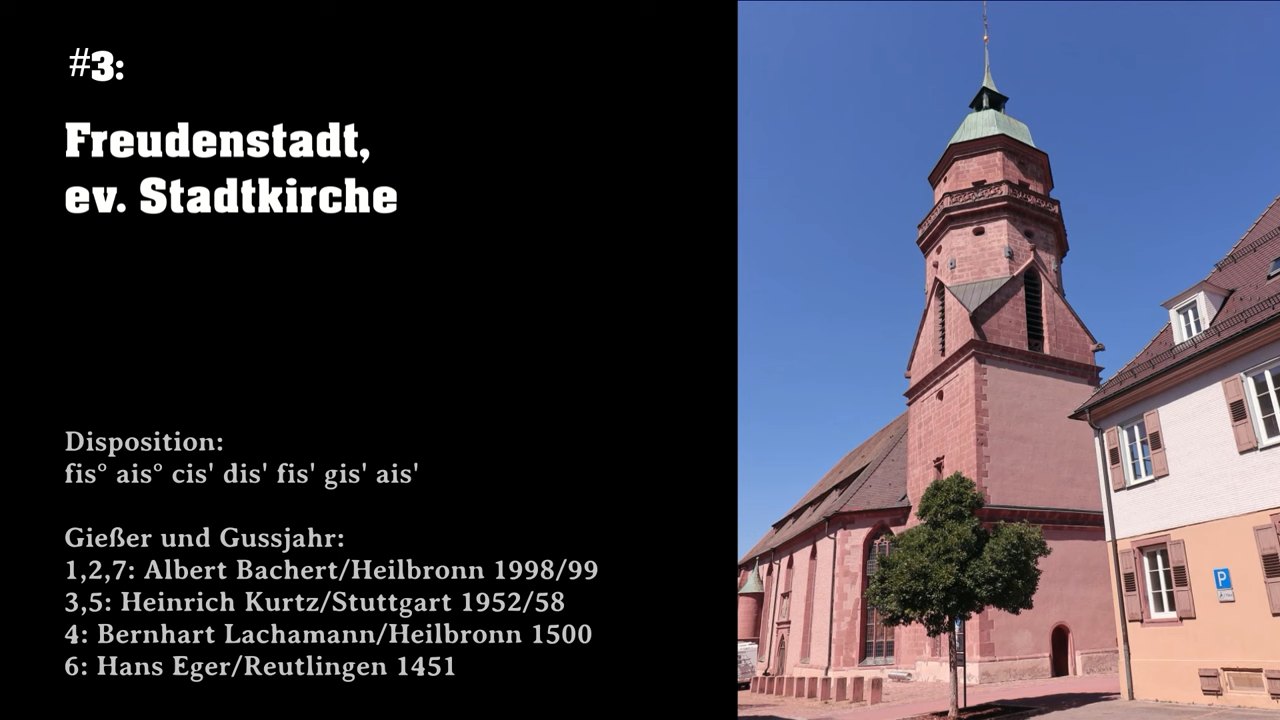 #3:
Freudenstadt,
ev. Stadtkirche
Disposition:
fis° ais° cis' dis' fis' gis' ais'
Gießer und Gussjahr:
1,2,7: Albert Bachert/Heilbronn 1998/99
3,5: Heinrich Kurtz/Stuttgart 1952/58
4: Bernhart Lachamann/Heilbronn 1500
6: Hans Eger/Reutlingen 1451
P